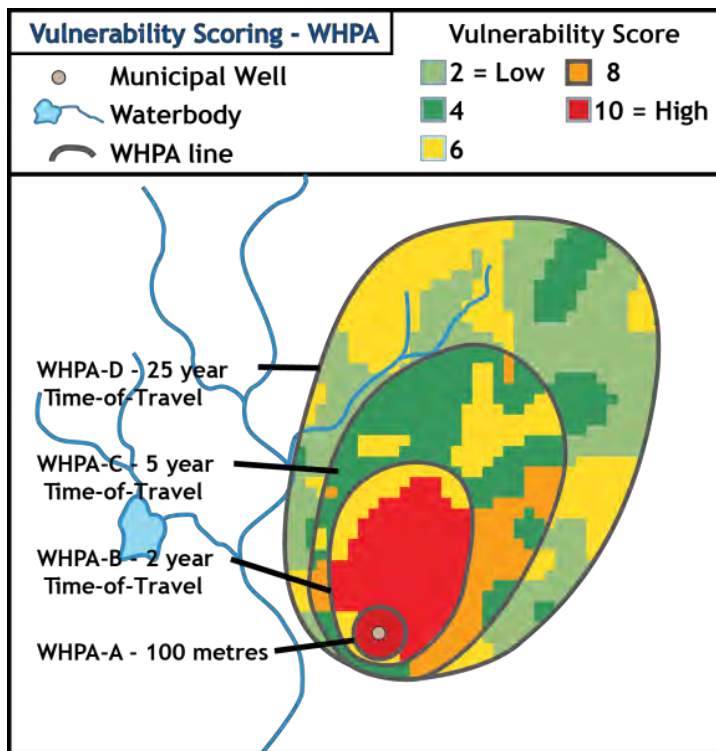 Vulnerability Scoring - WHPA
Municipal Well
Waterbody
WHPA line
Vulnerability Score
2 = Low
8
4
10 = High
6
WHPA-D - 25 year
Time-of-Travel
WHPA-C - 5 year
Time-of-Travel
WHPA-B - 2 year
Time-of-Travel
WHPA-A - 100 metres